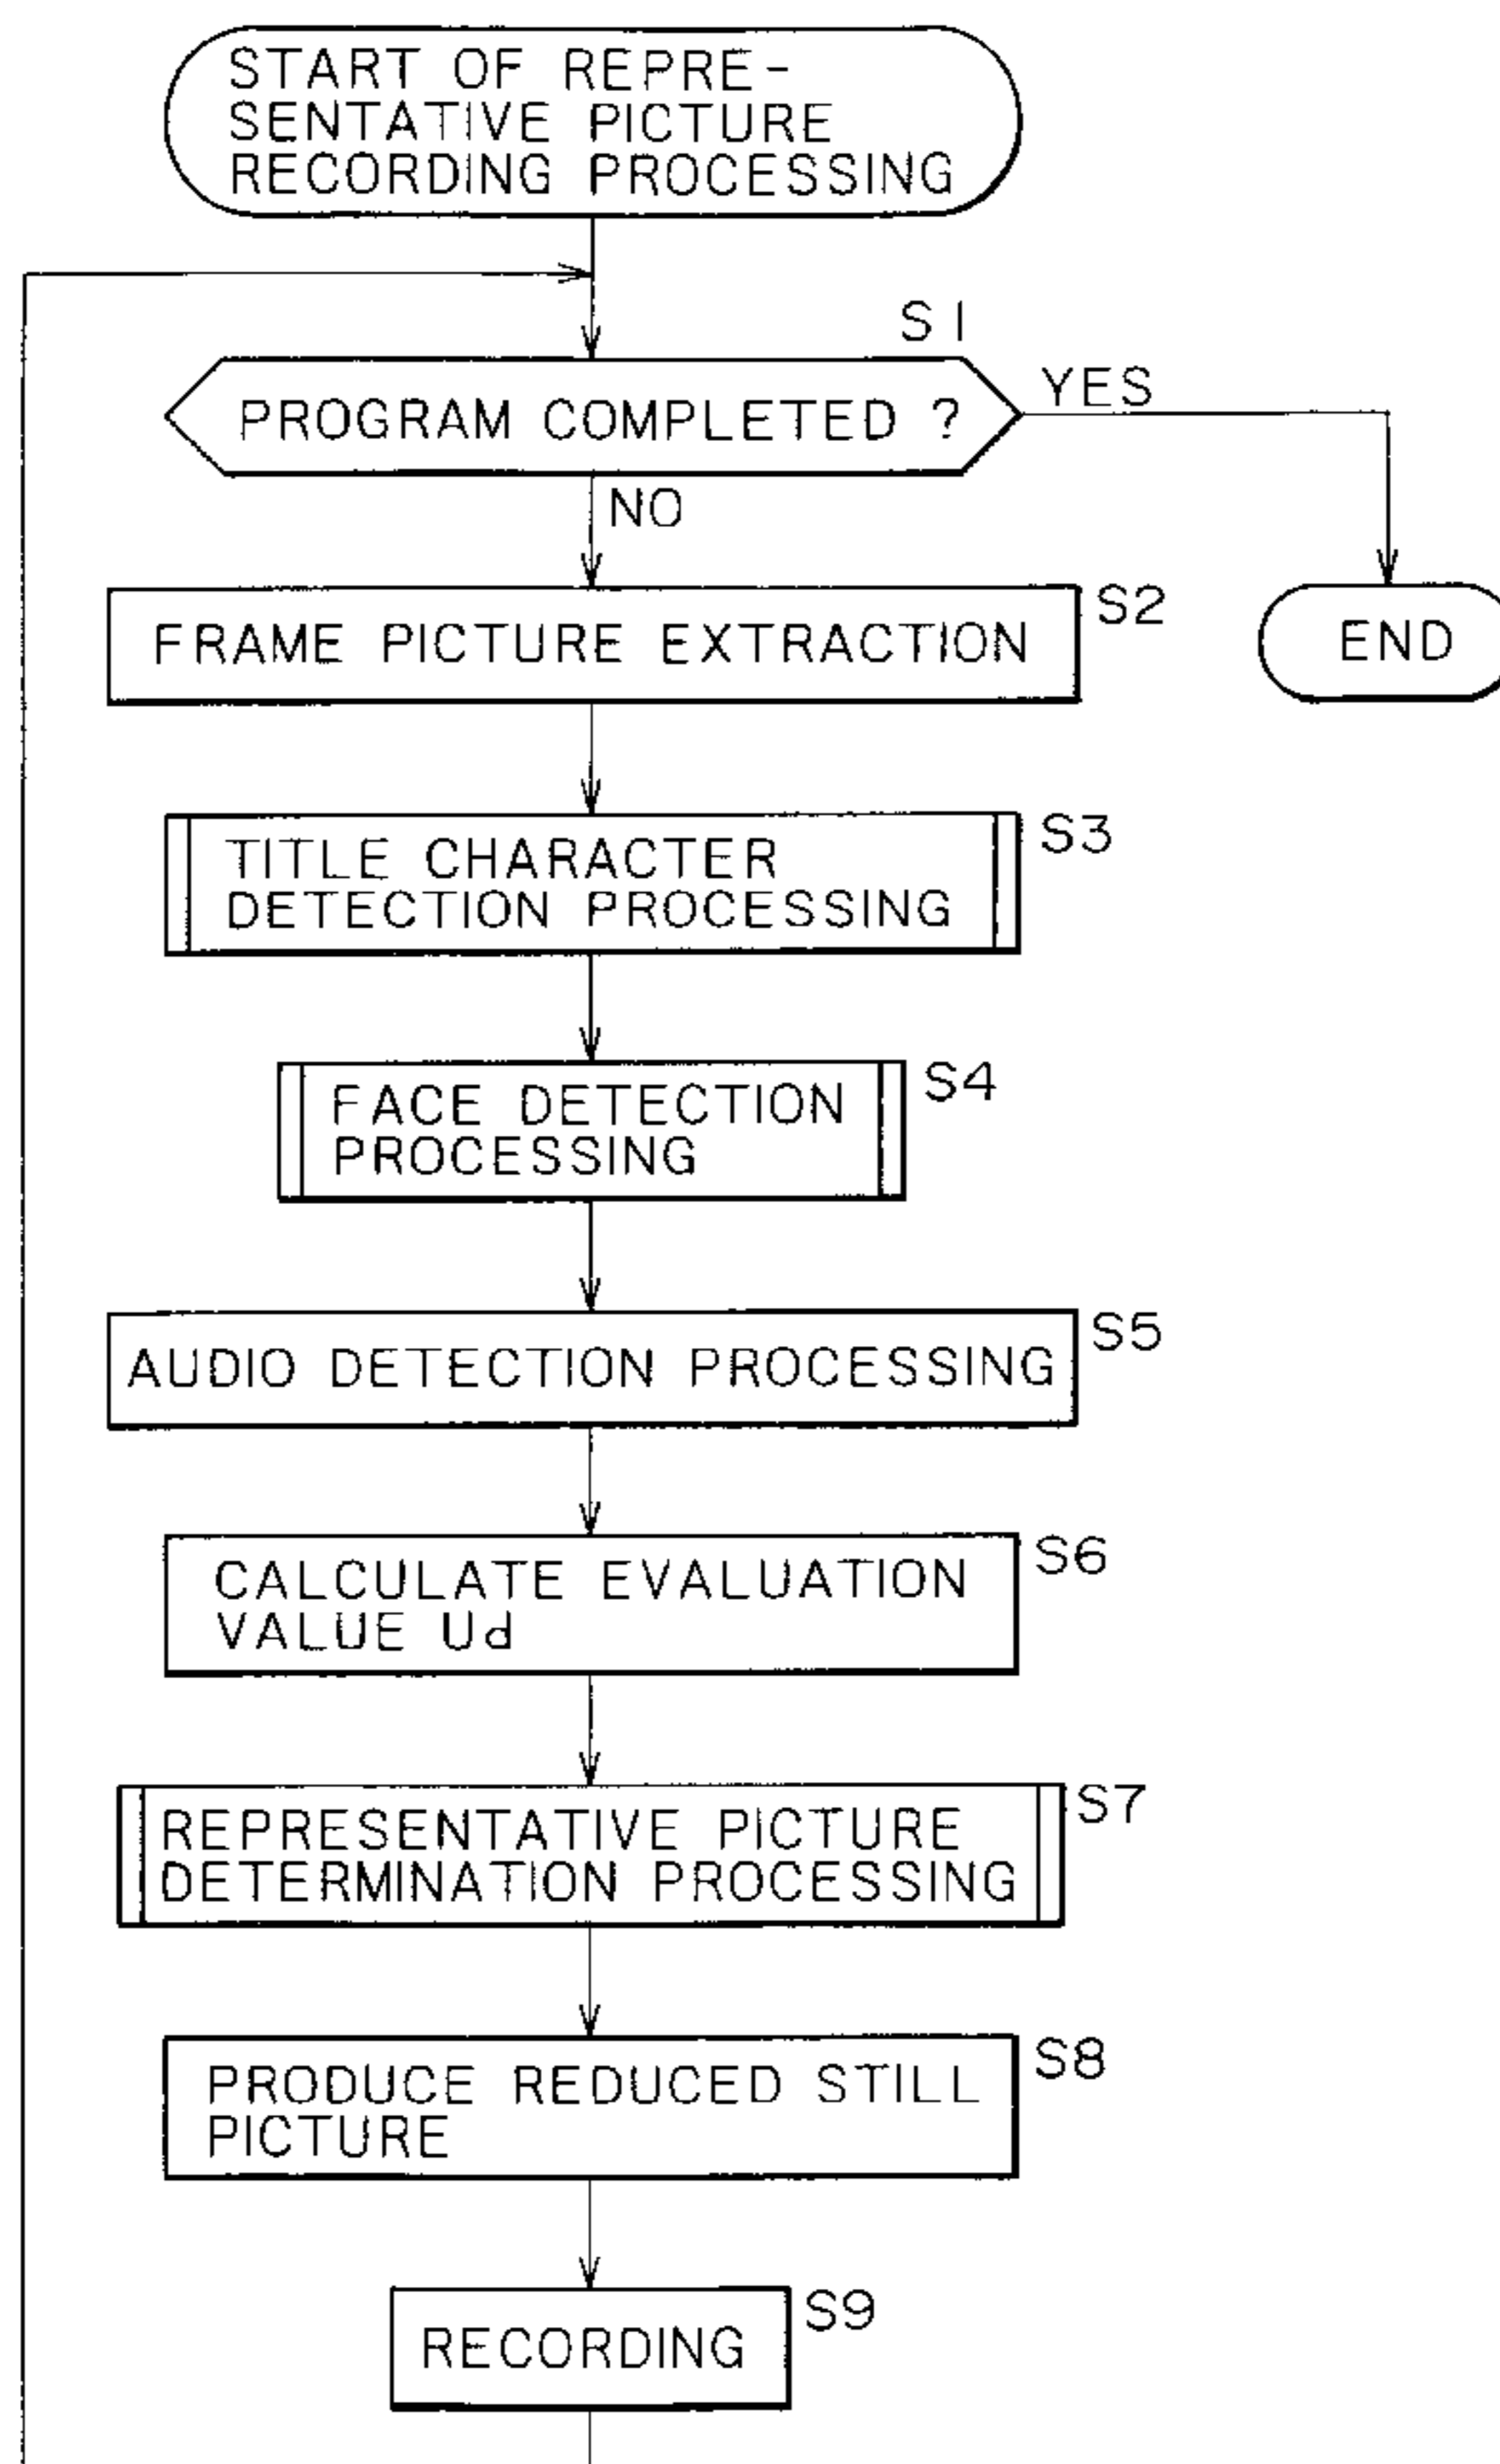 START OF REPRE-
SENTATIVE PICTURE
RECORDING PROCESSING
S1
PROGRAM COMPLETED ?
YES
NO
S2
FRAME PICTURE EXTRACTION
END
S3
TITLE CHARACTER
DETECTION PROCESSING
S4
FACE DETECTION
PROCESSING
S5
AUDIO DETECTION PROCESSING
S6
CALCULATE EVALUATION
VALUE Ud
S7
REPRESENTATIVE PICTURE
DETERMINATION PROCESSING
S8
PRODUCE REDUCED STILL
PICTURE
S9
RECORDING